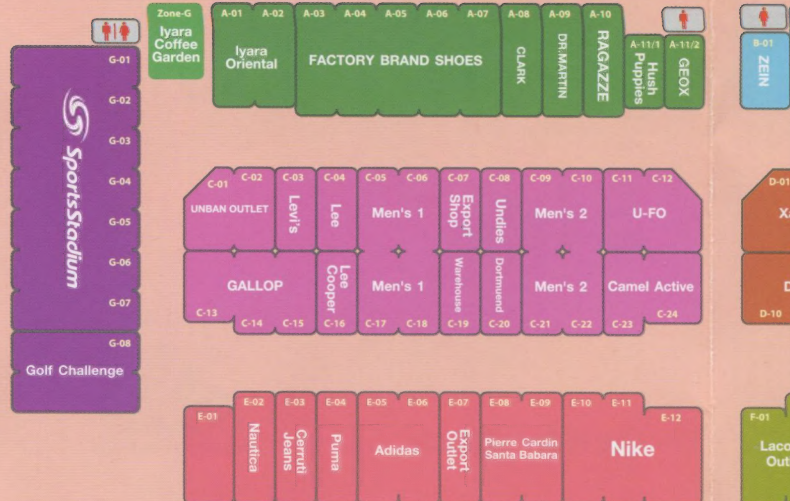 Zone-G
Iyara
Coffee
Garden
A-01
A-02
A-03
A-04
A-05
A-06
A-07
A-08
A-09
A-10
A-11/1
A-11/2
B-01
Iyara
Oriental
FACTORY BRAND SHOES
CLARK
DR.MARTIN
RAGAZZE
Hush
Puppies
GEOX
ZEIN
G-01
G-02
G-03
G-04
G-05
G-06
G-07
SportsStadium
G-08
Golf Challenge
C-01
C-02
C-03
C-04
C-05
C-06
C-07
C-08
C-09
C-10
C-11
C-12
UNBAN OUTLET
Levi's
Lee
Men's 1
Export
Shop
Undies
Men's 2
U-FO
GALLOP
Lee
Cooper
Men's 1
Warehouse
Dortmuend
Men's 2
Camel Active
C-13
C-14
C-15
C-16
C-17
C-18
C-19
C-20
C-21
C-22
C-23
C-24
D-01
Xa
D
D-10
E-01
E-02
E-03
E-04
E-05
E-06
E-07
E-08
E-09
E-10
E-11
E-12
Nautica
Cerruti
Jeans
Puma
Adidas
Export
Outlet
Pierre Cardin
Santa Babara
Nike
F-01
Laco
Out